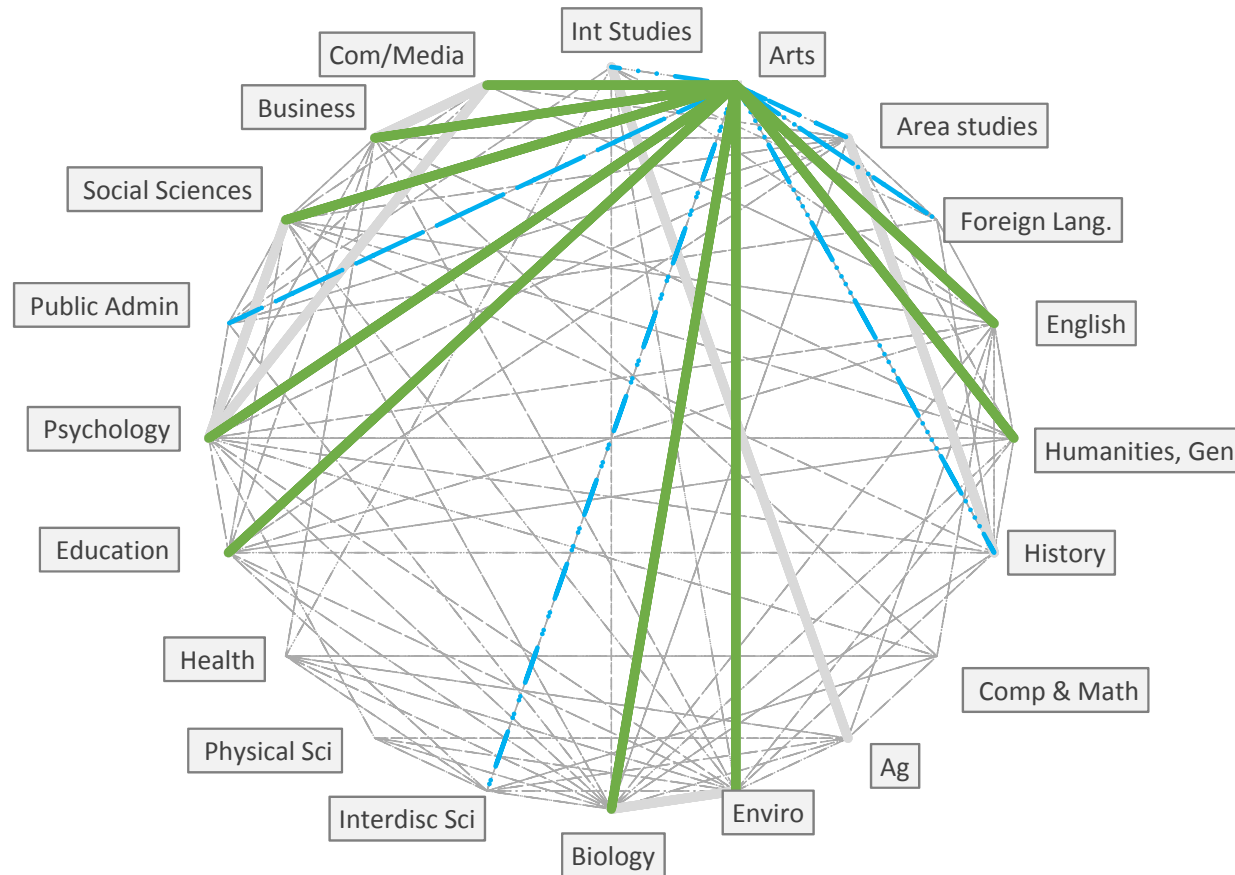 Int Studies
Arts
Com/Media
Business
Area studies
Social Sciences
Foreign Lang.
Public Admin
English
Psychology
Humanities, Gen
Education
History
Health
Comp & Math
Physical Sci
Ag
Interdisc Sci
Enviro
Biology